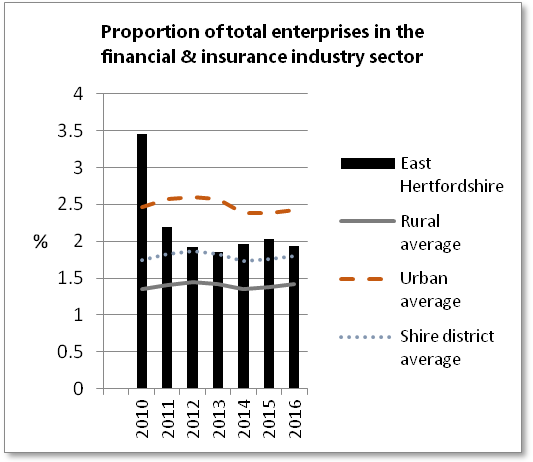 Proportion of total enterprises in the
financial & insurance industry sector
4
3.5
3
2.5
2
1.5
1
0.5
0
%
2010
2011
2012
2013
2014
2015
2016
East
Hertfordshire
Rural
average
Urban
average
Shire district
average